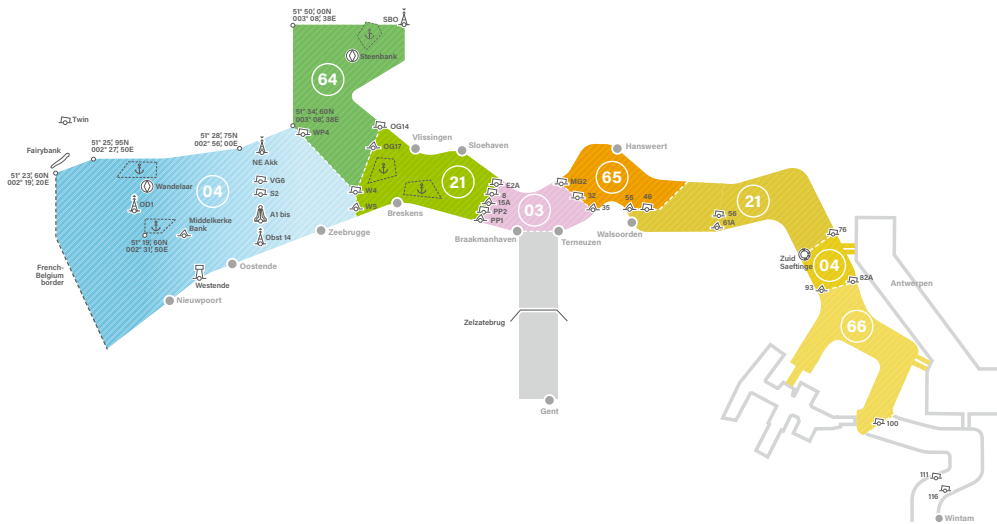 51° 50', 00N
003° 08', 38E
SBO
Steenbank
64
51° 34', 60N
003° 08', 38E
WP4
OG14
Twin
Fairybank
51° 25', 95N
002° 27', 50E
51° 28', 75N
002° 56', 00E
51° 23', 60N
002° 19', 20E
NE Akk
Wandelaar
04
VG6
S2
OD1
Middelkerke
Bank
A1 bis
51° 19', 60N
002° 31', 50E
Obst 14
French-
Belgium
border
Westende
Nieuwpoort
Oostende
Zeebrugge
Vlissingen
Sloehaven
OG17
W4
W5
21
Breskens
E2A
8
15A
PP2
PP1
03
Braakmanhaven
Terneuzen
MG2
32
35
65
Hansweert
55
46
Walsoorden
21
56
61A
76
Zuid
Saeftinge
04
93
82A
Antwerpen
66
Zelzatebrug
Gent
100
111
116
Wintam